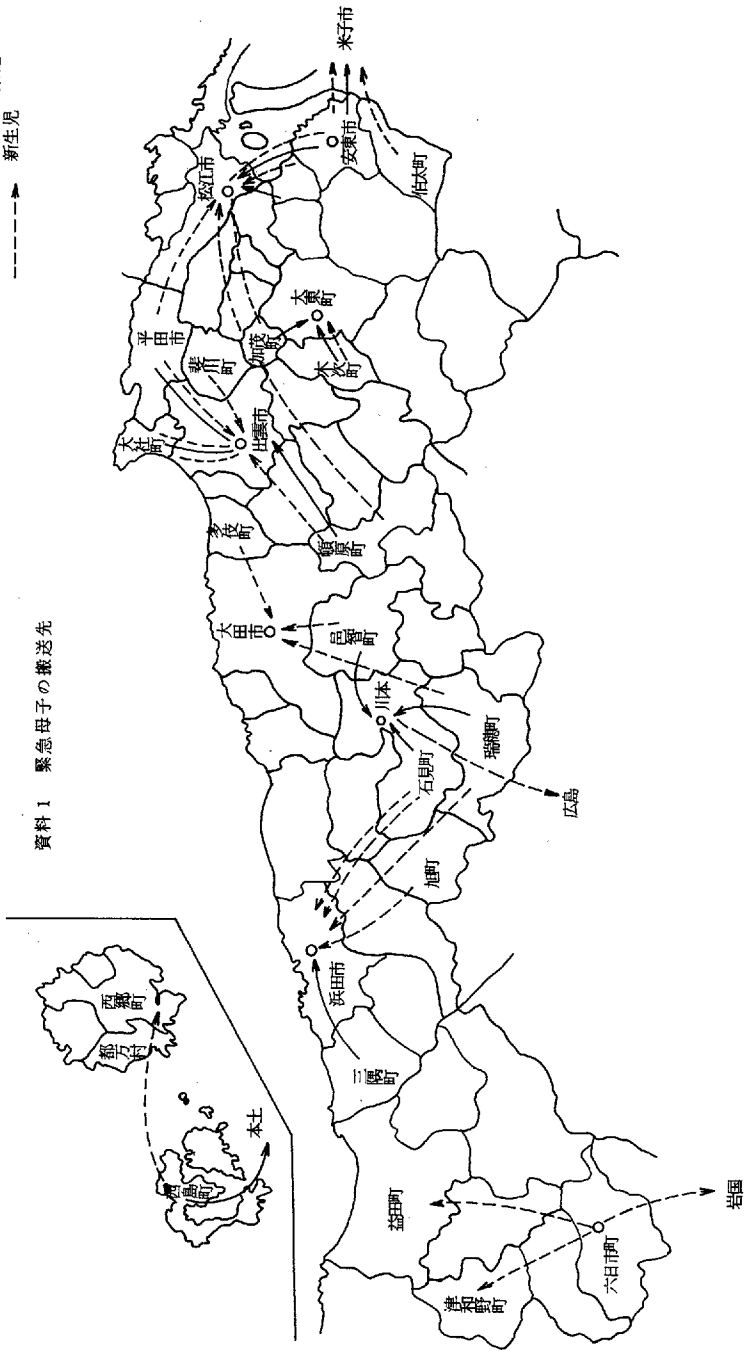 資料1 緊急母子の搬送先
新生児
西郷町
都万村
西島町
本土
米子市
安東市
伯太町
松江市
大東町
木次町
加茂町
平田市
斐川町
出雲市
大社町
多伎町
頓原町
大田市
邑智町
川本
瑞穂町
石見町
広島
旭町
浜田市
三隅町
益田町
津和野町
六日市町
岩国